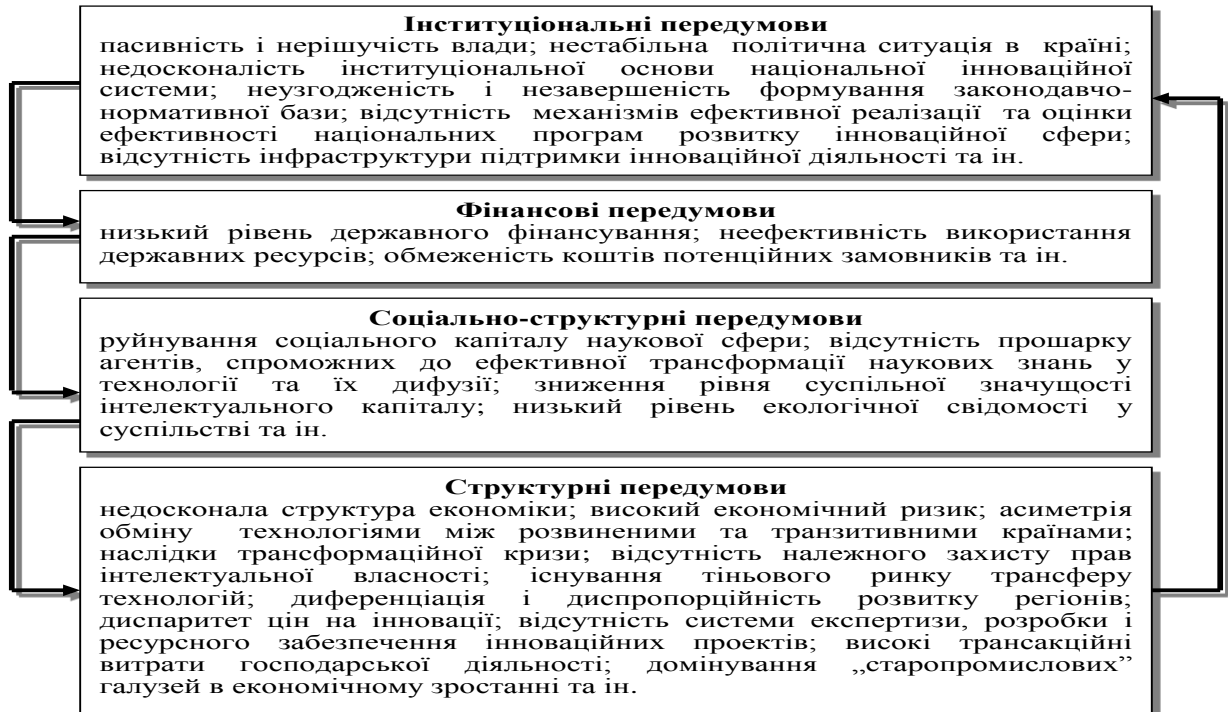 Інституціональні передумови
пасивність і нерішучість влади; нестабільна політична ситуація в країні;
недосконалість інституціональної основи національної інноваційної
системи; неузгодженість і незавершеність формування законодавчо-
нормативної бази; відсутність механізмів ефективної реалізації та оцінки
ефективності національних програм розвитку інноваційної сфери;
відсутність інфраструктури підтримки інноваційної діяльності та ін.
Фінансові передумови
низький рівень державного фінансування; неефективність використання
державних ресурсів; обмеженість коштів потенційних замовників та ін.
Соціально-структурні передумови
руйнування соціального капіталу наукової сфери; відсутність прошарку
агентів, спроможних до ефективної трансформації наукових знань у
технології та їх дифузії; зниження рівня суспільної значущості
інтелектуального капіталу; низький рівень екологічної свідомості у
суспільстві та ін.
Структурні передумови
недосконала структура економіки; високий економічний ризик; асиметрія
обміну технологіями між розвиненими та транзитивними країнами;
наслідки трансформаційної кризи; відсутність належного захисту прав
інтелектуальної власності; існування тіньового ринку трансферу
технологій; диференціація і диспропорційність розвитку регіонів;
диспаритет цін на інновації; відсутність системи експертизи, розробки і
ресурсного забезпечення інноваційних проектів; високі трансакційні
витрати господарської діяльності; домінування „старопромислових”
галузей в економічному зростанні та ін.